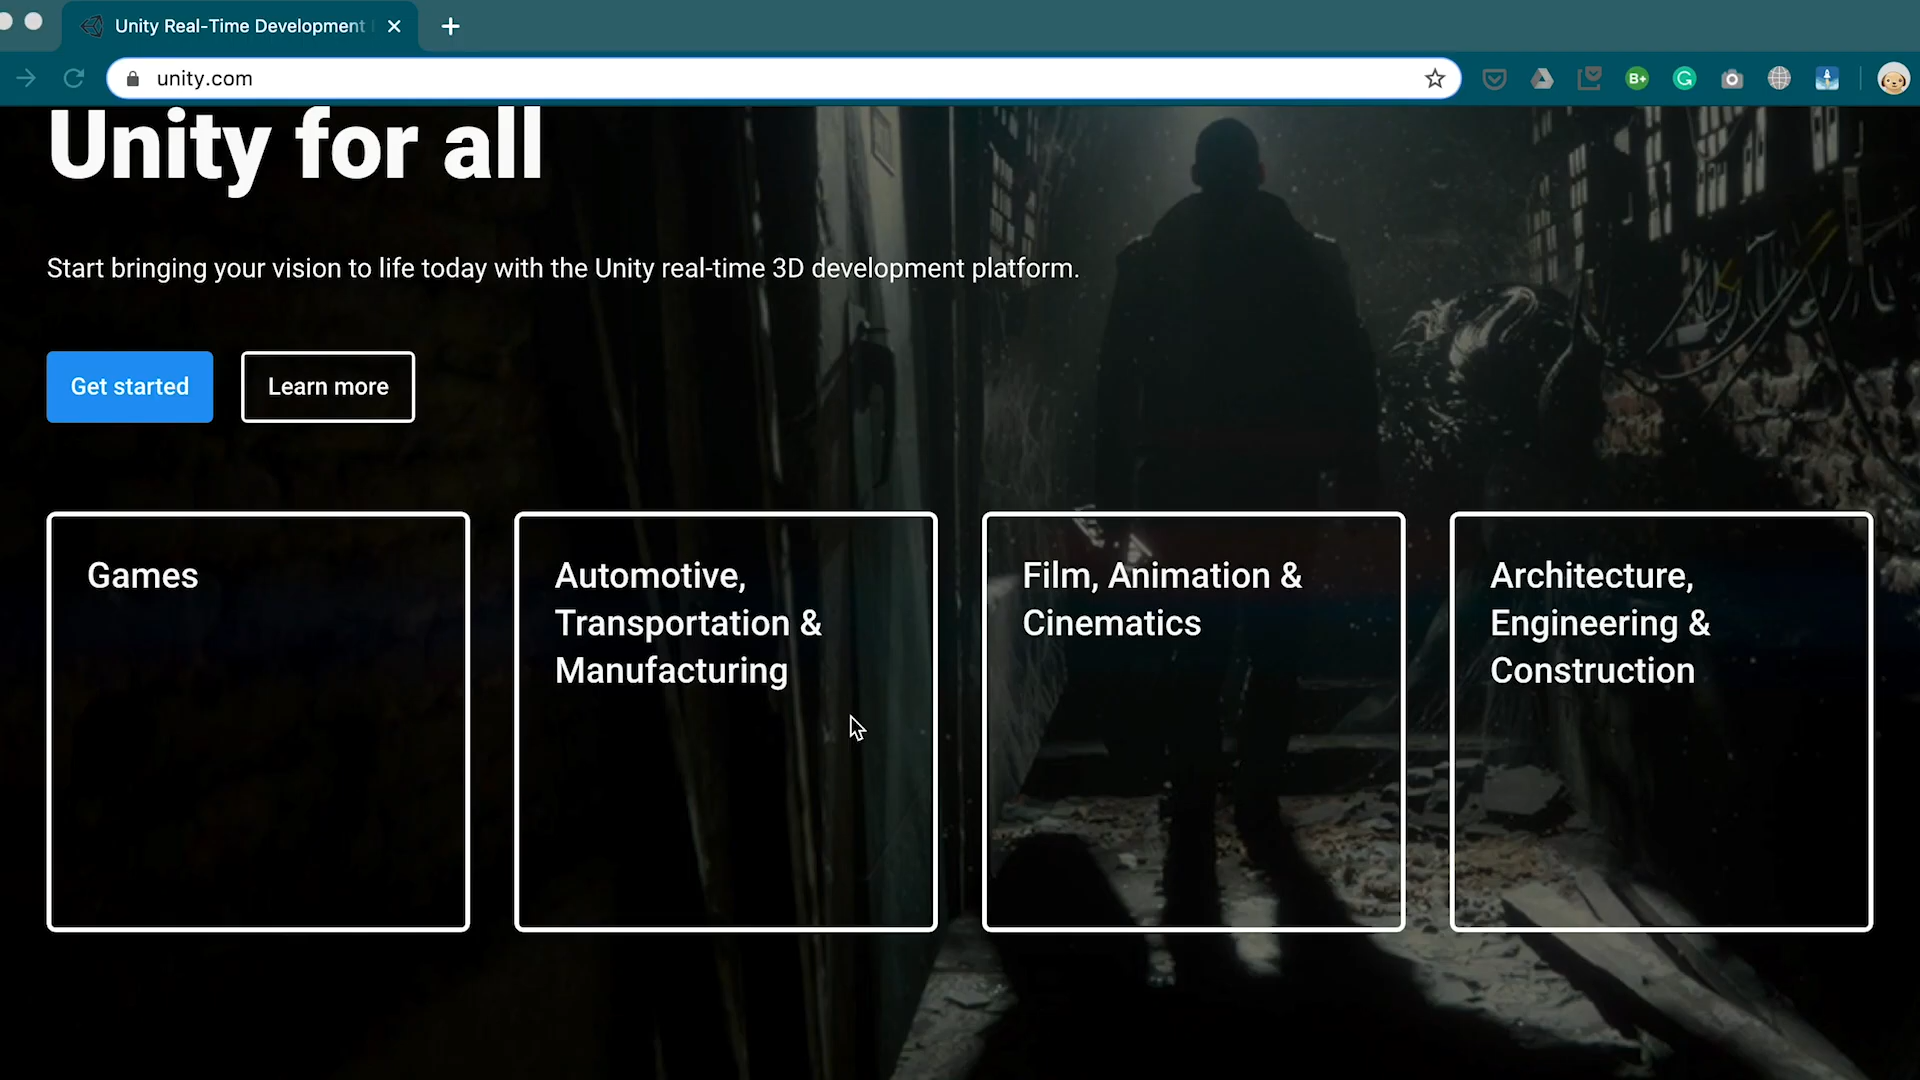 Unity Real-Time Development
unity.com
B+
Unity for all
Start bringing your vision to life today with the Unity real-time 3D development platform.
Get started
Learn more
Games
Automotive,
Transportation &
Manufacturing
Film, Animation &
Cinematics
Architecture,
Engineering &
Construction